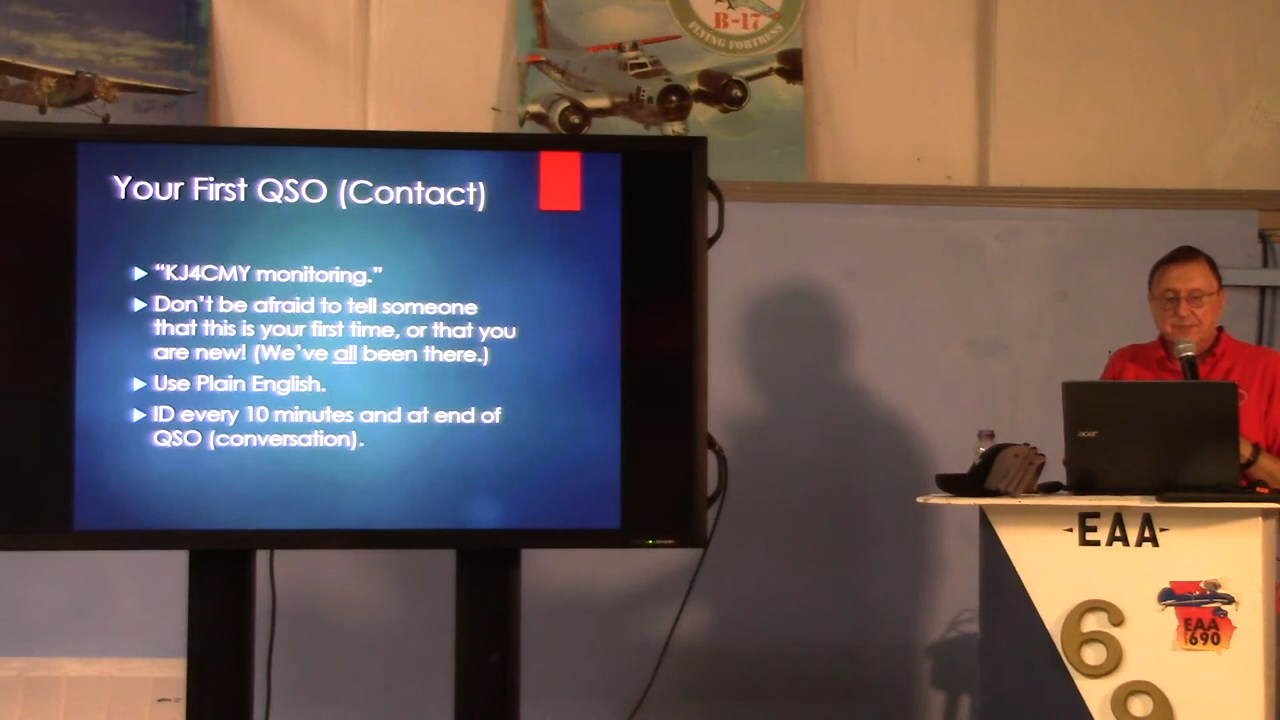 B-17
FLYING FORTRESS
Your First QSO (Contact)
“KJ4CMY monitoring.”
Don’t be afraid to tell someone
that this is your first time, or that you
are new! (We’ve all been there.)
Use Plain English.
ID every 10 minutes and at end of
QSO (conversation).
acer
-EAA-
6
9
EAA
690